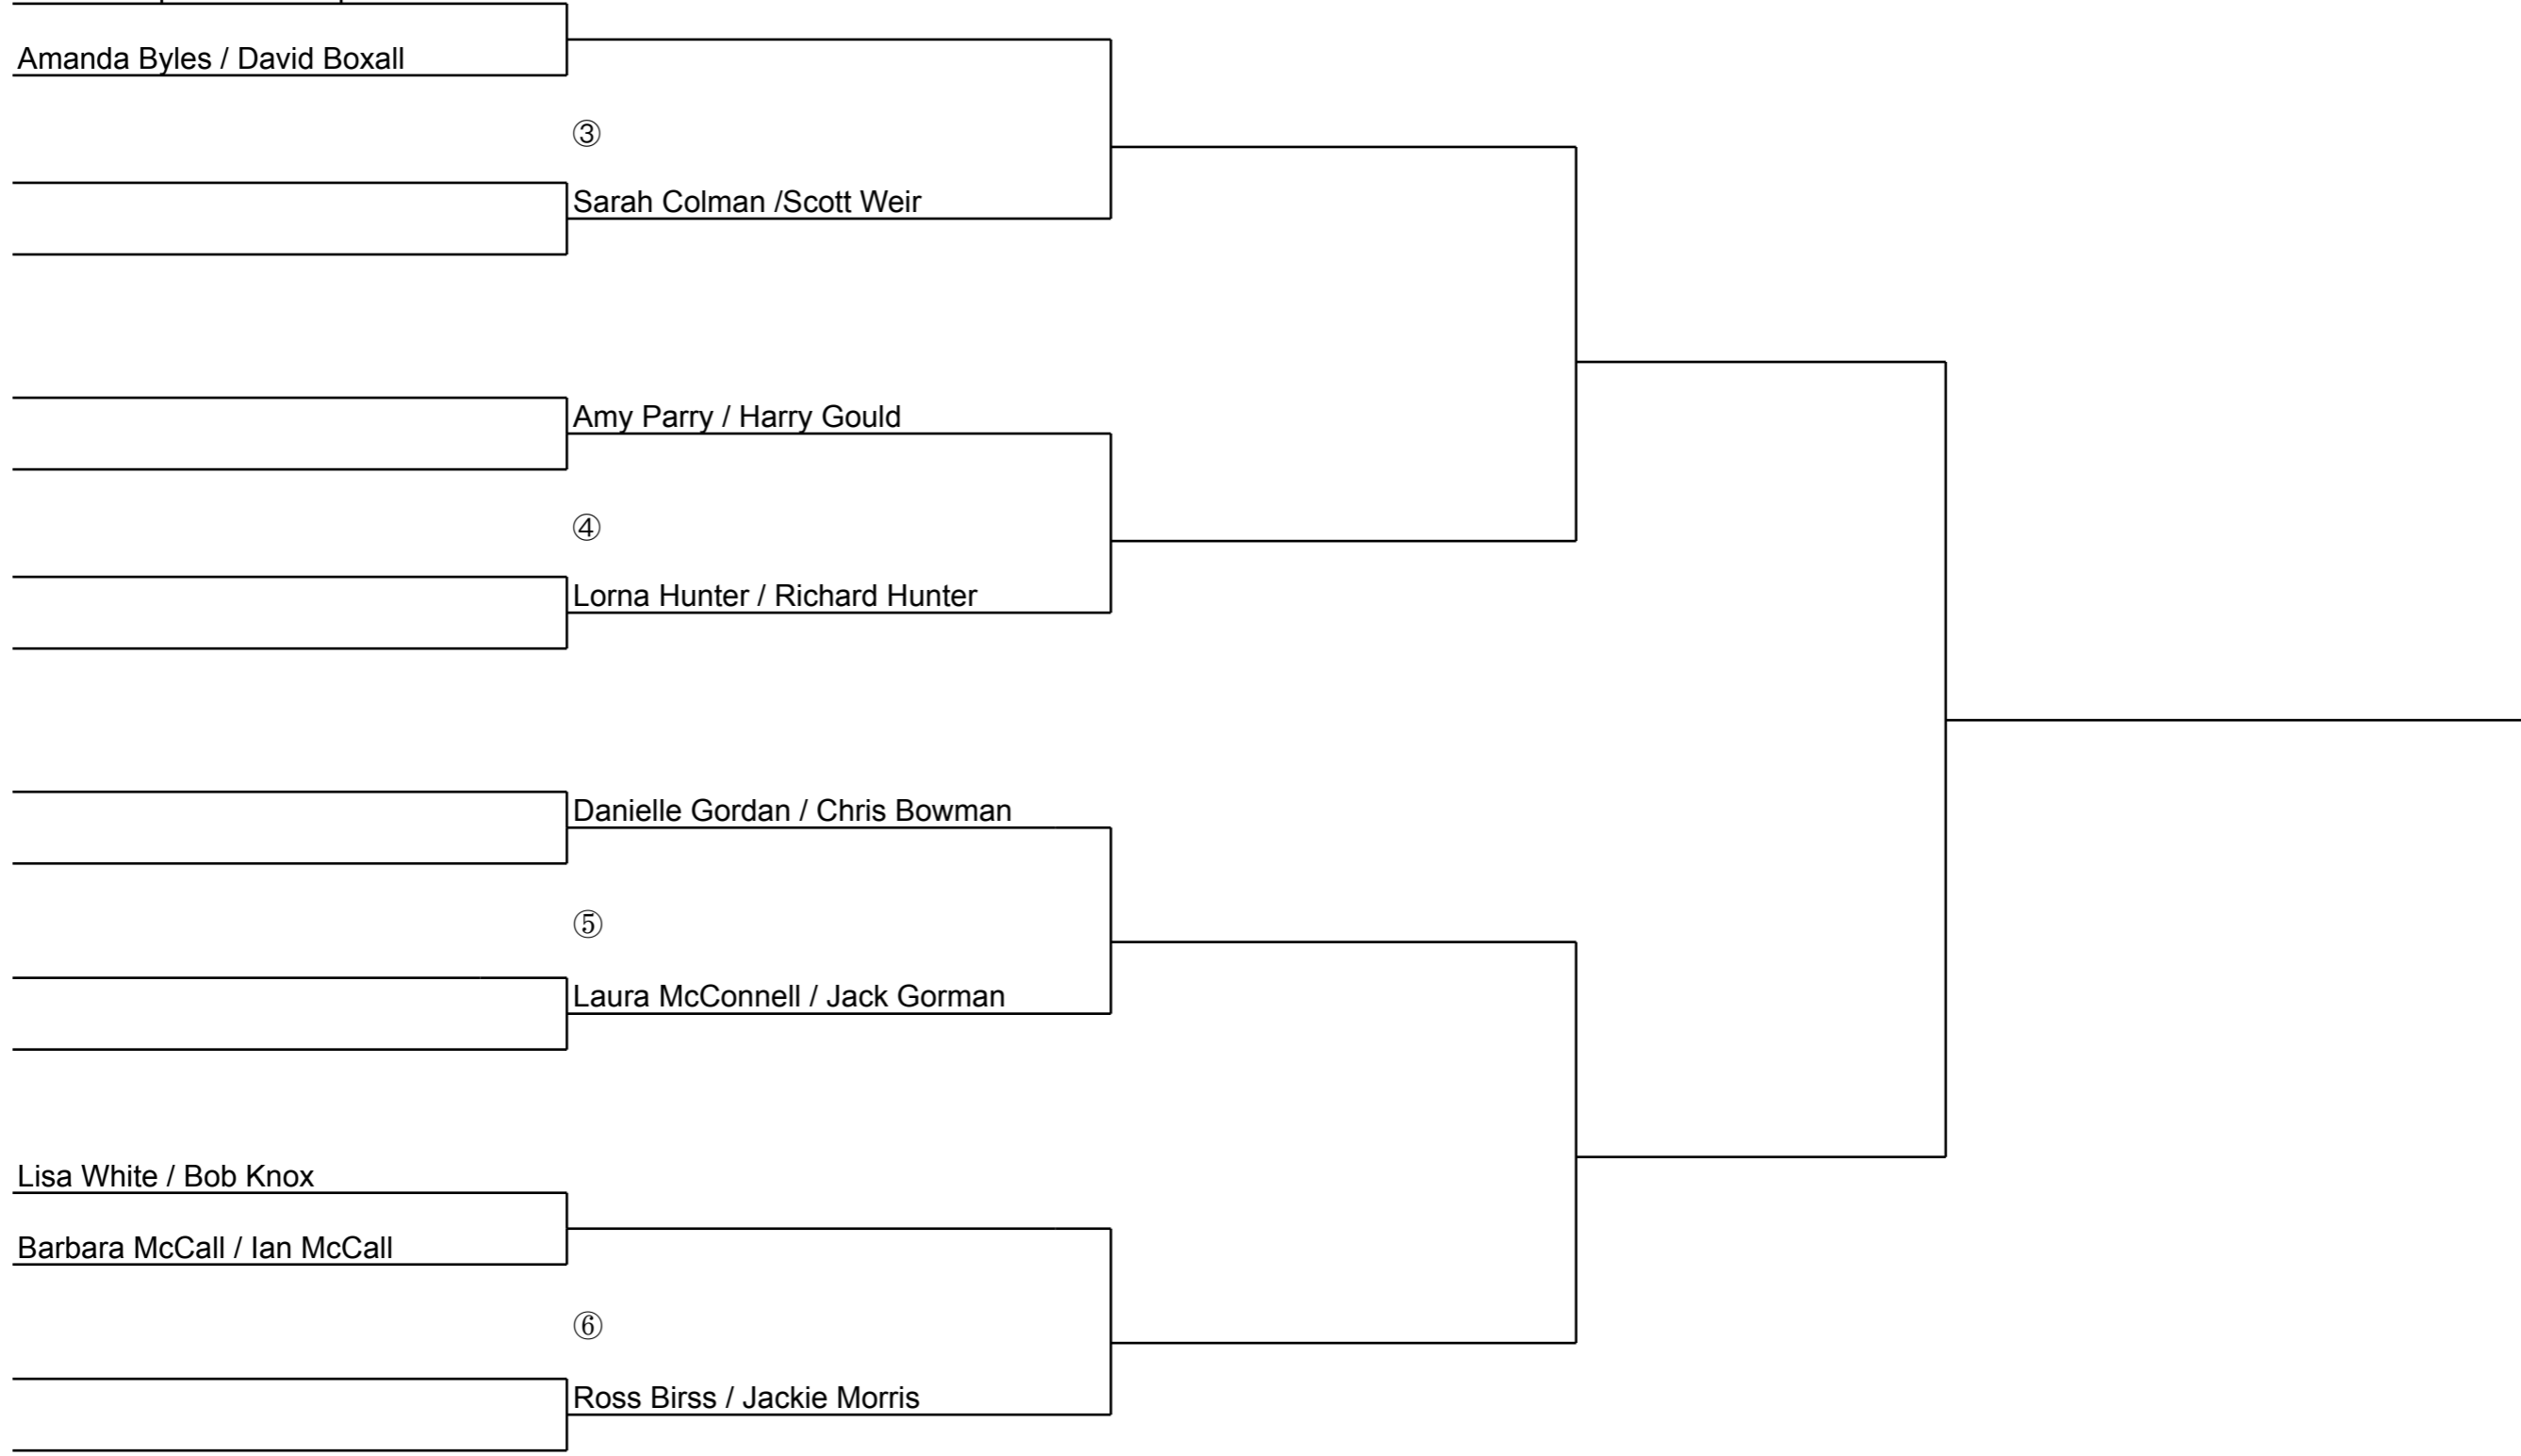 Amanda Byles / David Boxall
③
Sarah Colman /Scott Weir
Amy Parry / Harry Gould
④
Lorna Hunter / Richard Hunter
Danielle Gordan / Chris Bowman
⑤
Laura McConnell / Jack Gorman
Lisa White / Bob Knox
Barbara McCall / Ian McCall
⑥
Ross Birss / Jackie Morris